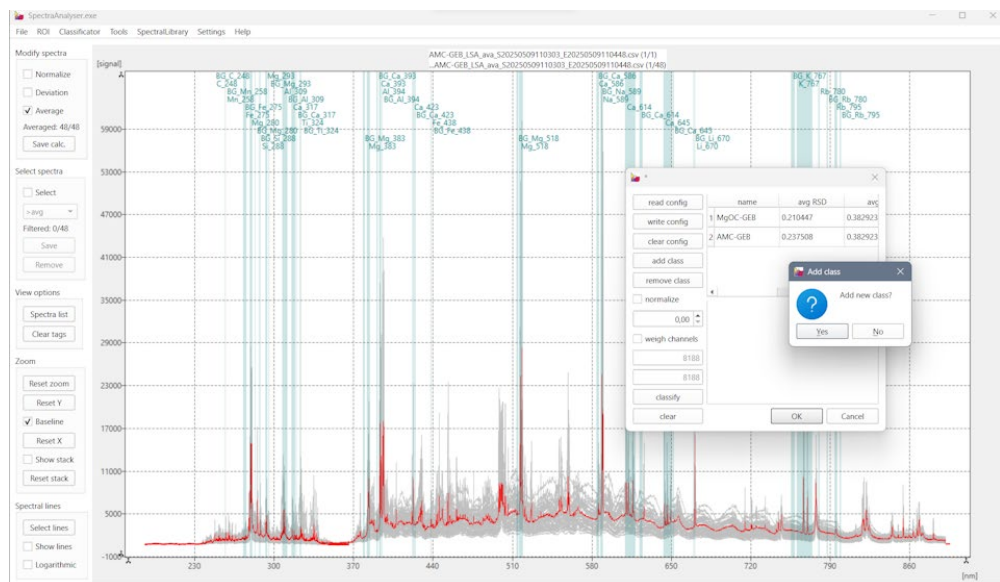 SpectraAnalyser.exe
File ROI Classificator Tools SpectralLibrary Settings Help
Modify spectra
Normalize
Deviation
Average
Averaged: 48/48
Save calc.
Select spectra
Select
>avg
Filtered: 0/48
Save
Remove
View options
Spectra list
Clear tags
Zoom
Reset zoom
Reset Y
Baseline
Reset X
Show stack
Reset stack
Spectral lines
Select lines
Show lines
Logarithmic
AMC-GEB_LSA_ava_S20250509110303_E20250509110448.csv (1/1)
...AMC-GEB_LSA_ava_S20250509110303_E20250509110448.csv (1/48)
[signal]
59000
53000
47000
41000
35000
29000
23000
17000
11000
5000
-1000
230 300 370 440 510 580 650 720 790 860
[nm]
BG_C_248
C_248
BG_Mn_258
Mn_258
BG_Fe_275
Fe_275
Mg_280
BG_Mg_280
BG_Si_288
Si_288
Mg_293
BG_Mg_293
Al_309
BG_Al_309
Ca_317
BG_Ca_317
Ti_324
BG_Ti_324
BG_Mg_383
Mg_383
BG_Ca_393
Ca_393
Al_394
BG_Al_394
Ca_423
BG_Ca_423
Fe_438
BG_Fe_438
BG_Mg_518
Mg_518
BG_Ca_586
Ca_586
BG_Na_589
Na_589
Ca_614
BG_Ca_614
Ca_645
BG_Ca_645
BG_Li_670
Li_670
BG_K_767
K_767
Rb_780
BG_Rb_780
Rb_795
BG_Rb_795
*
read config
write config
clear config
add class
remove class
normalize
0,00
weigh channels
8188
8188
classify
clear
name avg RSD avg
1 MgOC-GEB 0.210447 0.382923
2 AMC-GEB 0.237508 0.382923
OK Cancel
Add class
Add new class?
Yes No